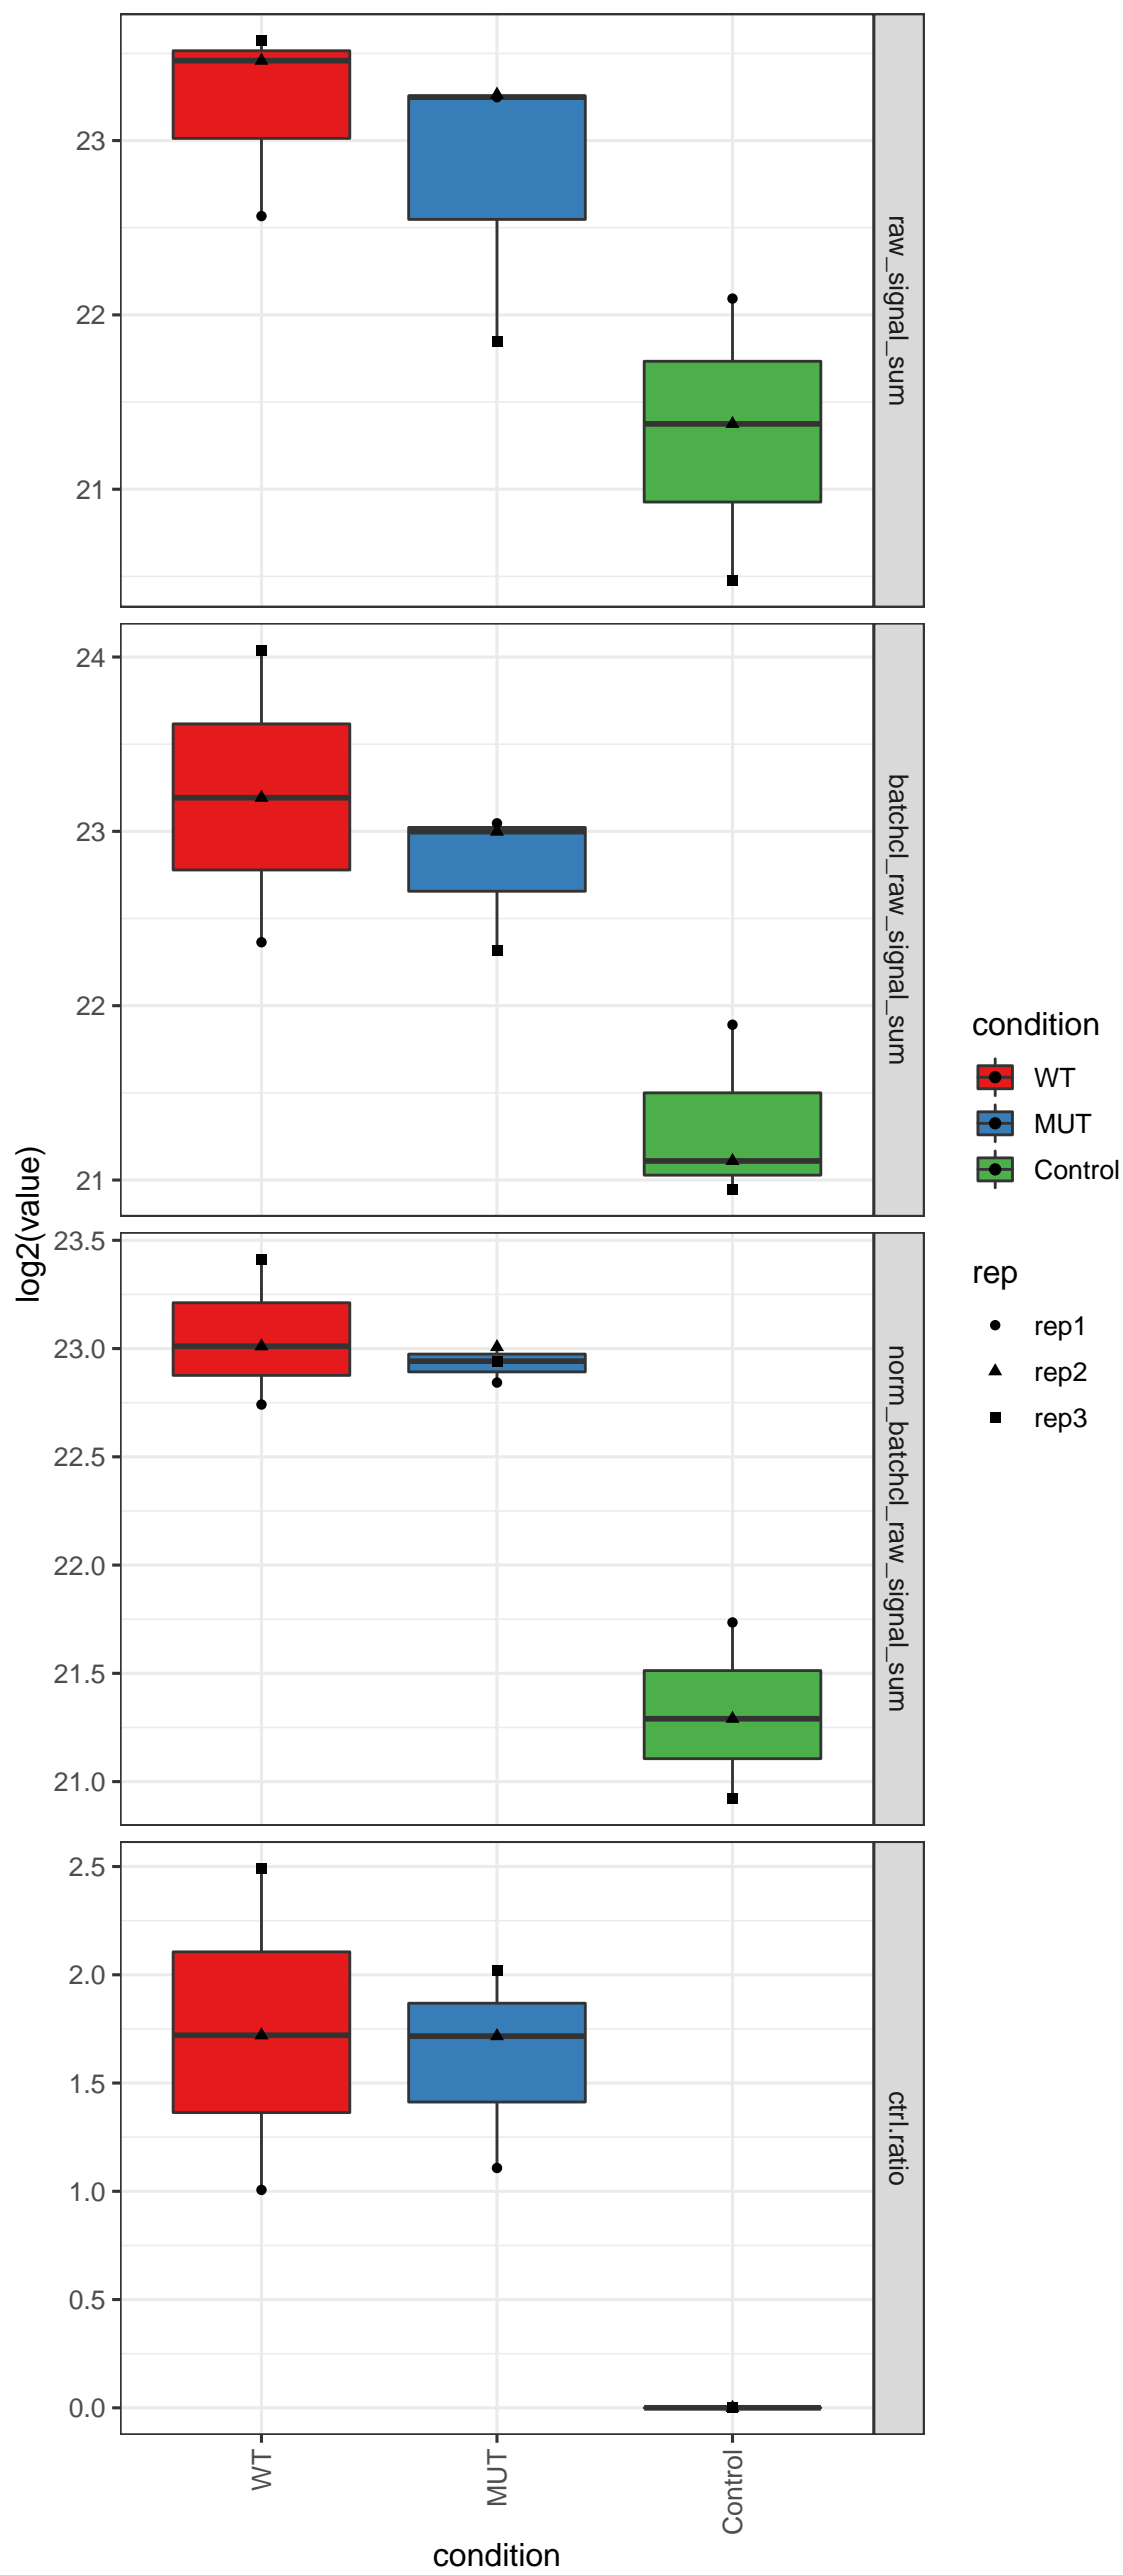 23
22
21
raw_signal_sum
24
23
22
21
batchcl_raw_signal_sum
23.5
23.0
22.5
22.0
21.5
21.0
norm_batchcl_raw_signal_sum
2.5
2.0
1.5
1.0
0.5
0.0
ctrl.ratio
log2(value)
WT
MUT
Control
condition
condition
WT
MUT
Control
rep
rep1
rep2
rep3